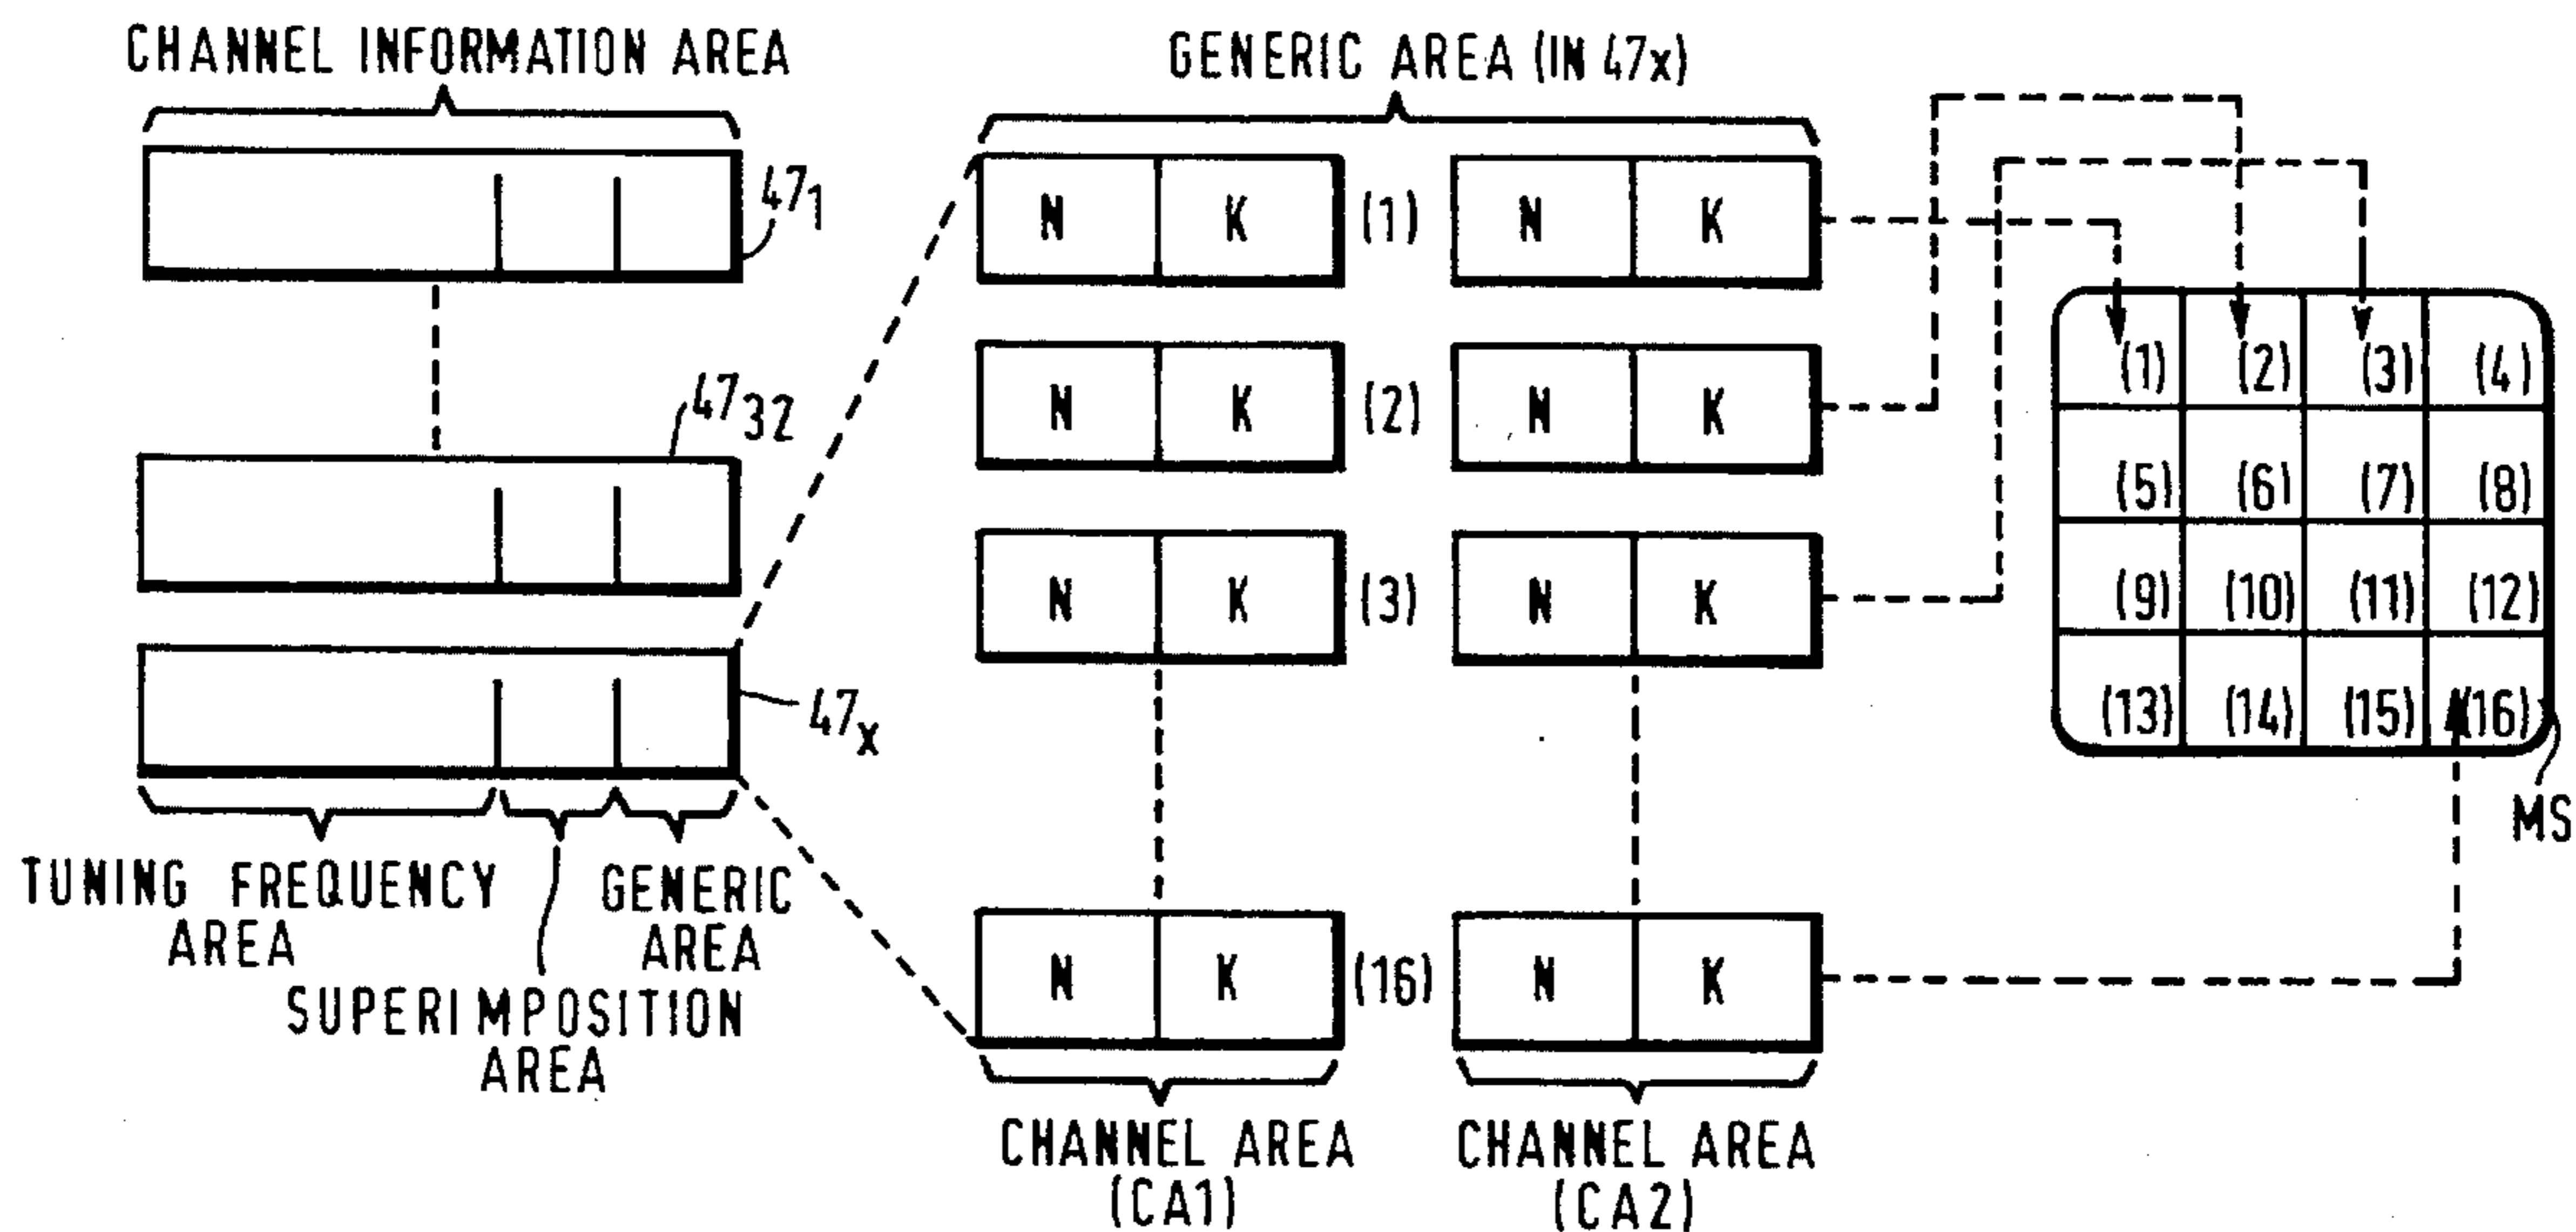 CHANNEL INFORMATION AREA
47₁
47₃₂
47ₓ
TUNING FREQUENCY
AREA
SUPERIMPOSITION
AREA
GENERIC
AREA
GENERIC AREA (IN 47x)
N K (1) N K
N K (2) N K
N K (3) N K
N K (16) N K
CHANNEL AREA
(CA1)
CHANNEL AREA
(CA2)
(1) (2) (3) (4)
(5) (6) (7) (8)
(9) (10) (11) (12)
(13) (14) (15) (16)
MS